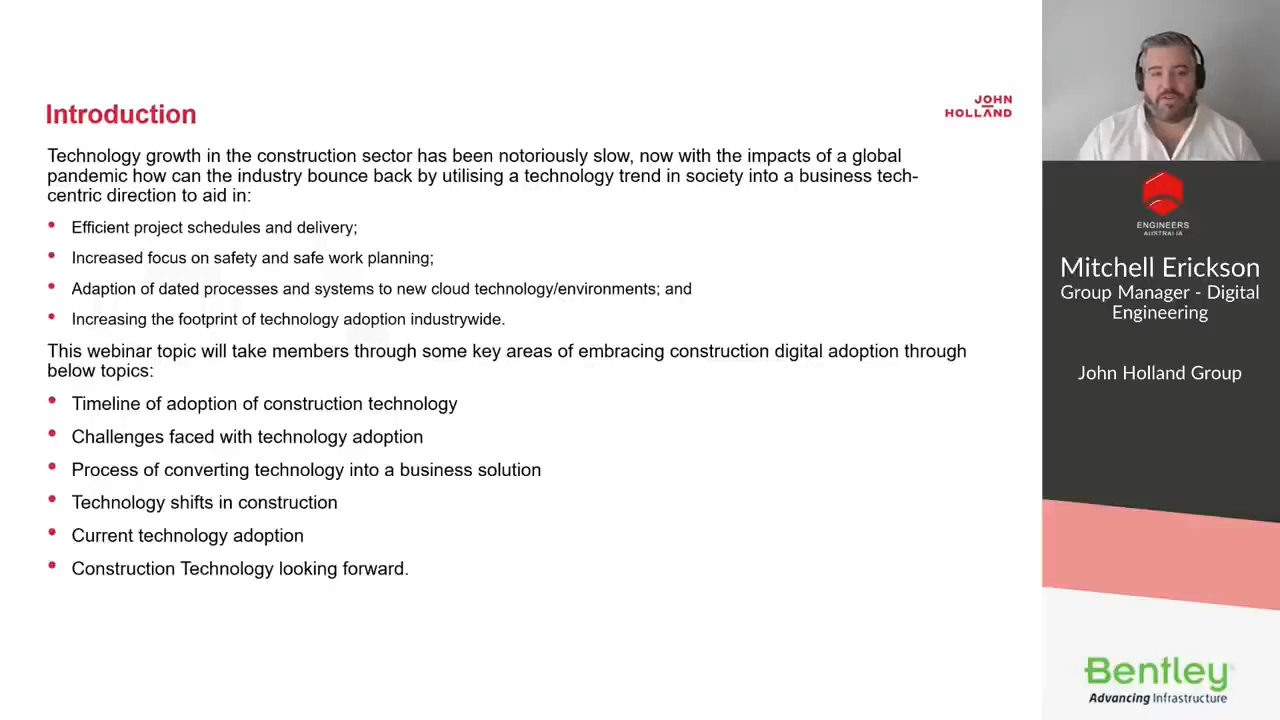 Introduction
JOHN
HOLLAND
Technology growth in the construction sector has been notoriously slow, now with the impacts of a global
pandemic how can the industry bounce back by utilising a technology trend in society into a business tech-
centric direction to aid in:
• Efficient project schedules and delivery;
• Increased focus on safety and safe work planning;
• Adaption of dated processes and systems to new cloud technology/environments; and
• Increasing the footprint of technology adoption industrywide.
This webinar topic will take members through some key areas of embracing construction digital adoption through
below topics:
• Timeline of adoption of construction technology
• Challenges faced with technology adoption
• Process of converting technology into a business solution
• Technology shifts in construction
• Current technology adoption
• Construction Technology looking forward.
ENGINEERS
AUSTRALIA
Mitchell Erickson
Group Manager - Digital
Engineering
John Holland Group
Bentley
Advancing Infrastructure